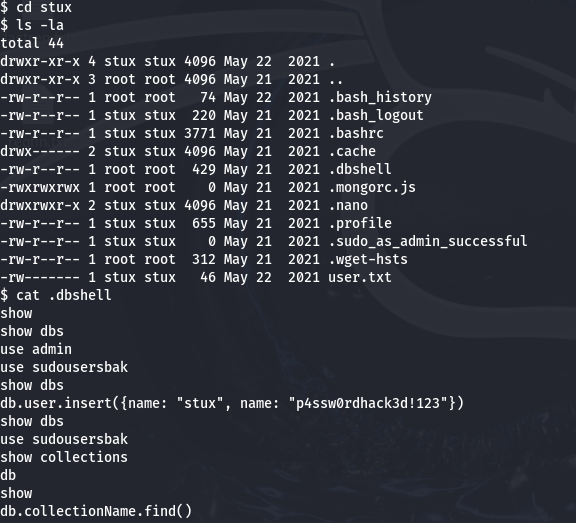 $ cd stux
$ ls -la
total 44
drwxr-xr-x 4 stux stux 4096 May 22  2021 .
drwxr-xr-x 3 root root 4096 May 21  2021 ..
-rw-r--r-- 1 root root   74 May 22  2021 .bash_history
-rw-r--r-- 1 stux stux  220 May 21  2021 .bash_logout
-rw-r--r-- 1 stux stux 3771 May 21  2021 .bashrc
drwx------ 2 stux stux 4096 May 21  2021 .cache
-rw-r--r-- 1 root root  429 May 21  2021 .dbshell
-rwxrwxrwx 1 root root    0 May 21  2021 .mongorc.js
drwxrwxr-x 2 stux stux 4096 May 21  2021 .nano
-rw-r--r-- 1 stux stux  655 May 21  2021 .profile
-rw-r--r-- 1 stux stux    0 May 21  2021 .sudo_as_admin_successful
-rw-r--r-- 1 root root  312 May 21  2021 .wget-hsts
-rw------- 1 stux stux   46 May 22  2021 user.txt
$ cat .dbshell
show
show dbs
use admin
use sudousersbak
show dbs
db.user.insert({name: "stux", name: "p4ssw0rdhack3d!123"})
show dbs
use sudousersbak
show collections
db
show
db.collectionName.find()